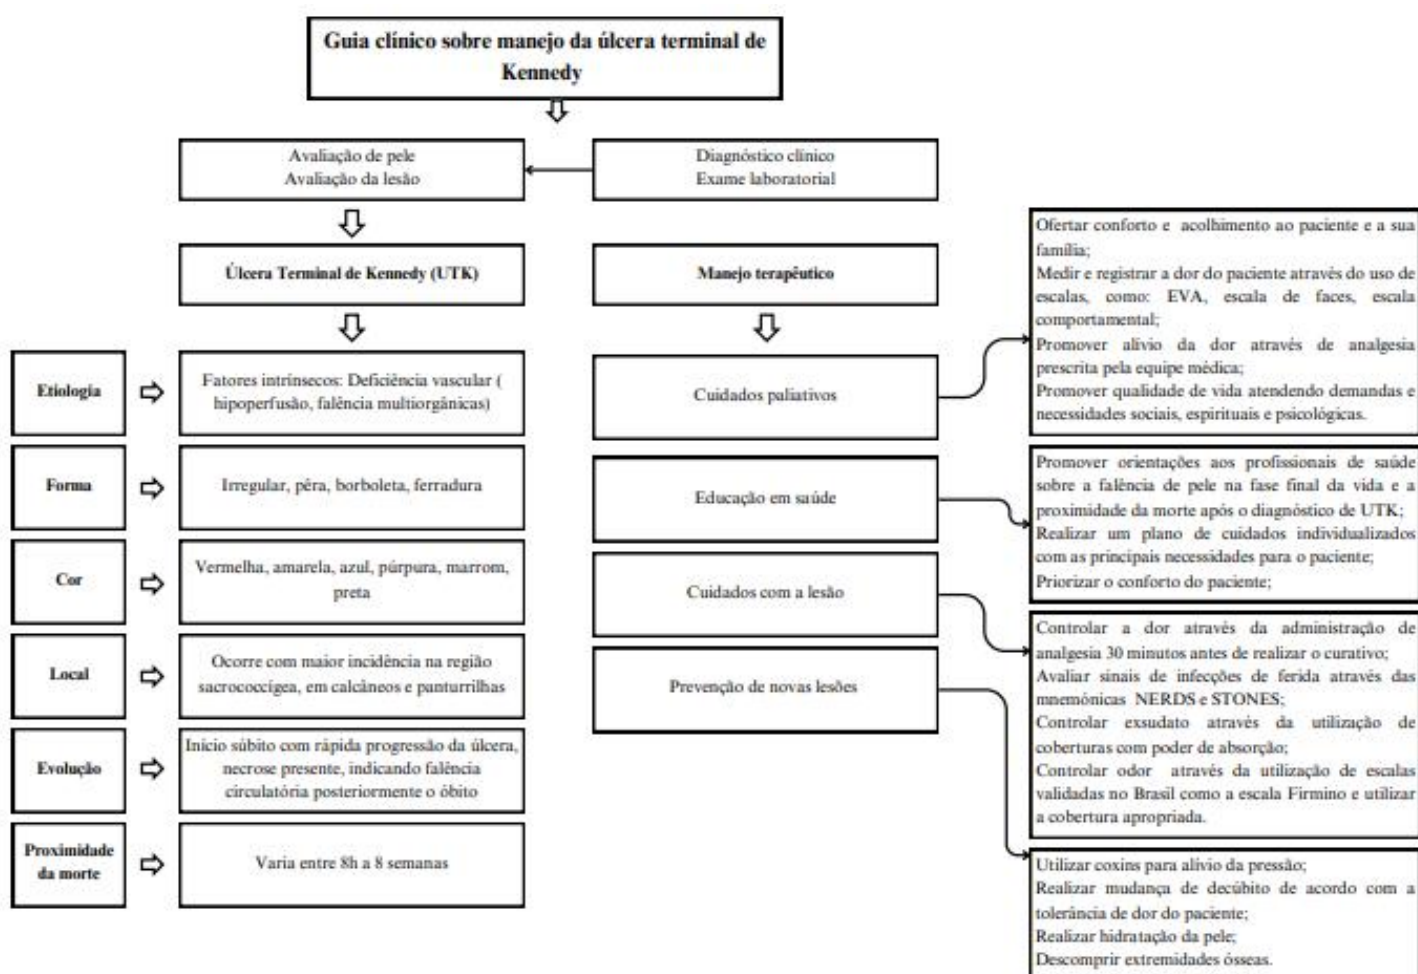 Guia clínico sobre manejo da úlcera terminal de
Kennedy
Avaliação de pele
Avaliação da lesão
Diagnóstico clínico
Exame laboratorial
Úlcera Terminal de Kennedy (UTK)
Etiologia
Fatores intrínsecos: Deficiência vascular (
hipoperfusão, falência multiorgânicas)
Forma
Irregular, pêra, borboleta, ferradura
Cor
Vermelha, amarela, azul, púrpura, marrom,
preta
Local
Ocorre com maior incidência na região
sacrococcígea, em calcâneos e panturrilhas
Evolução
Início súbito com rápida progressão da úlcera,
necrose presente, indicando falência
circulatória posteriormente o óbito
Proximidade
da morte
Varia entre 8h a 8 semanas
Manejo terapêutico
Cuidados paliativos
Ofertar conforto e acolhimento ao paciente e a sua
família;
Medir e registrar a dor do paciente através do uso de
escalas, como: EVA, escala de faces, escala
comportamental;
Promover alívio da dor através de analgesia
prescrita pela equipe médica;
Promover qualidade de vida atendendo demandas e
necessidades sociais, espirituais e psicológicas.
Educação em saúde
Promover orientações aos profissionais de saúde
sobre a falência de pele na fase final da vida e a
proximidade da morte após o diagnóstico de UTK;
Realizar um plano de cuidados individualizados
com as principais necessidades para o paciente;
Priorizar o conforto do paciente;
Cuidados com a lesão
Controlar a dor através da administração de
analgesia 30 minutos antes de realizar o curativo;
Avaliar sinais de infecções de ferida através das
mnemônicas NERDS e STONES;
Controlar exsudato através da utilização de
coberturas com poder de absorção;
Controlar odor através da utilização de escalas
validadas no Brasil como a escala Firmino e utilizar
a cobertura apropriada.
Prevenção de novas lesões
Utilizar coxins para alívio da pressão;
Realizar mudança de decúbito de acordo com a
tolerância de dor do paciente;
Realizar hidratação da pele;
Descomprir extremidades ósseas.